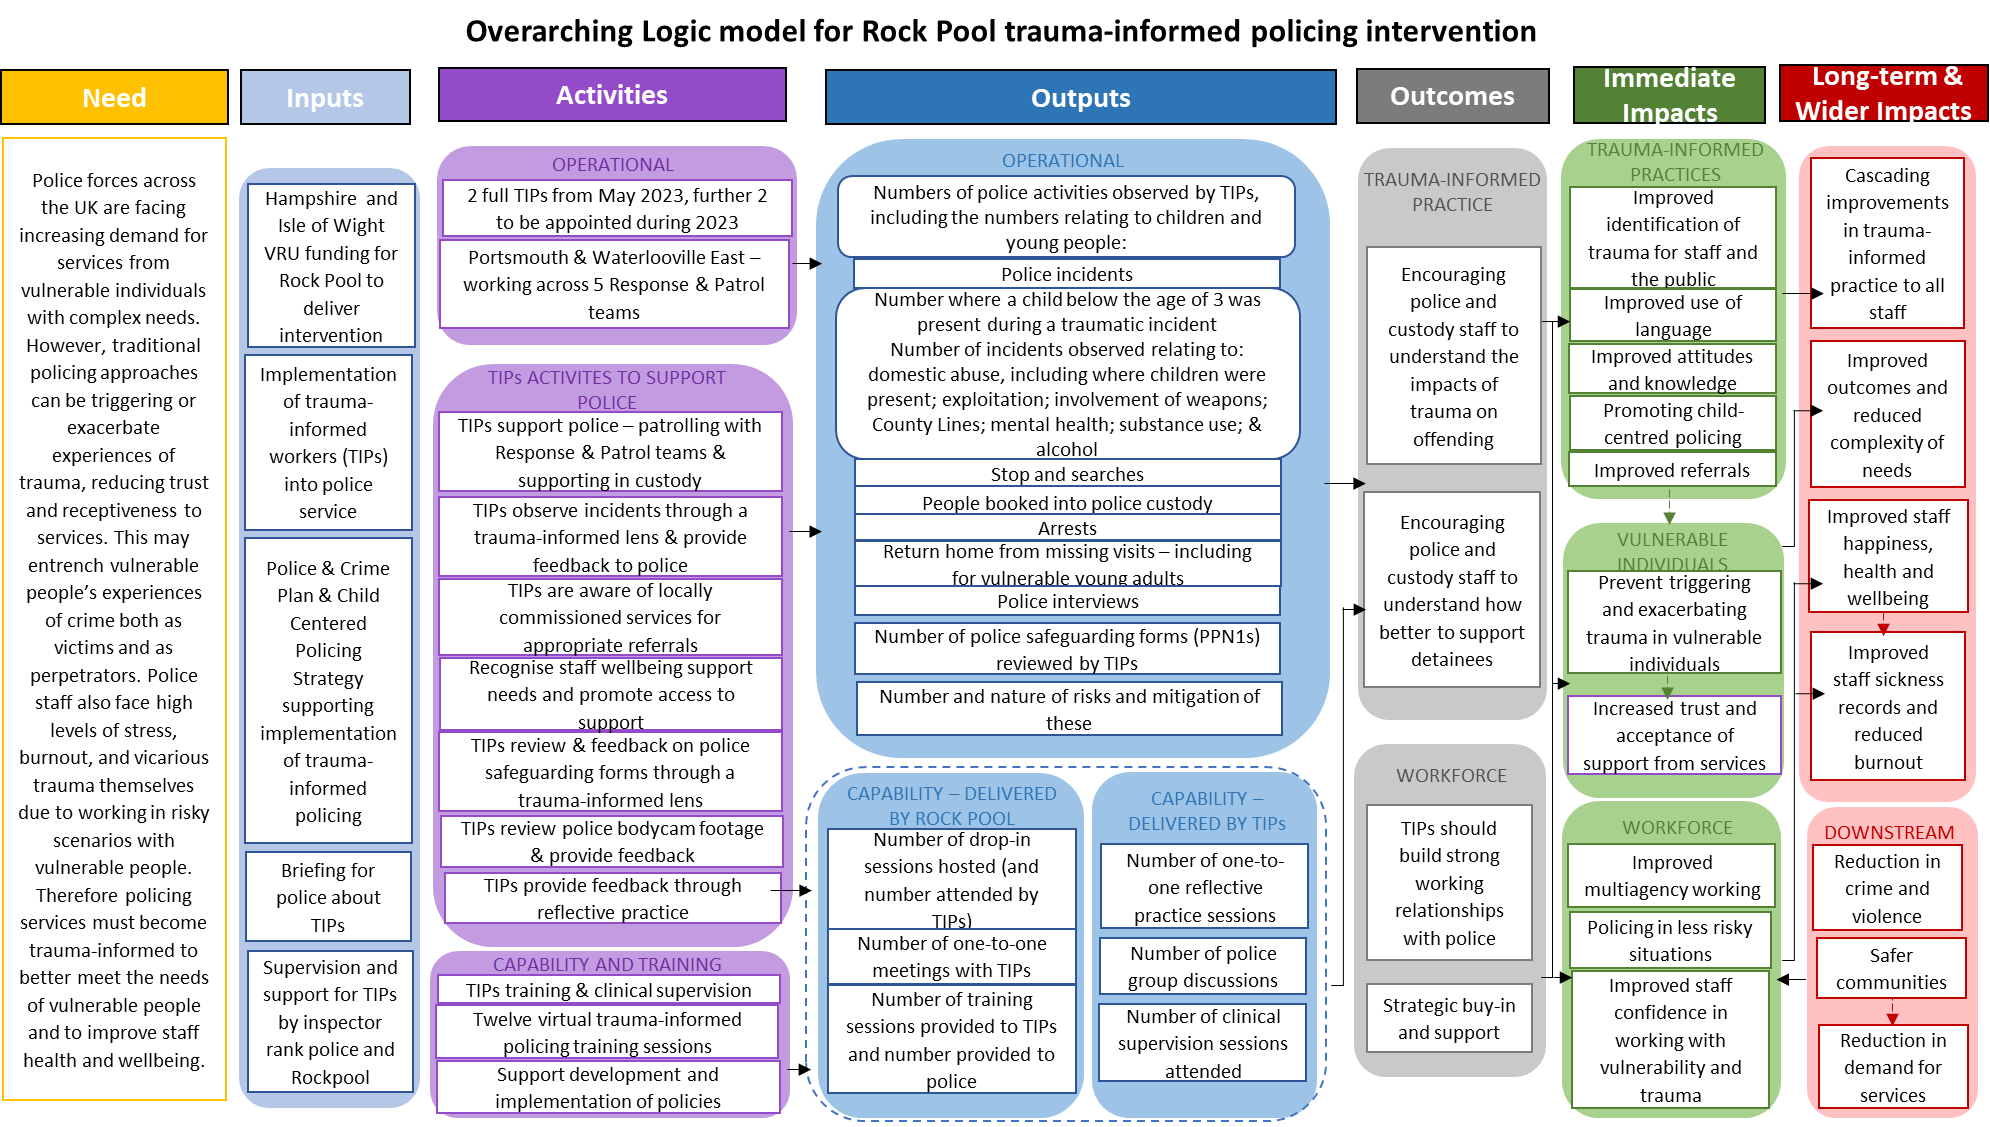 Overarching Logic model for Rock Pool trauma-informed policing intervention
Need
Police forces across
the UK are facing
increasing demand for
services from
vulnerable individuals
with complex needs.
However, traditional
policing approaches
can be triggering or
exacerbate
experiences of
trauma, reducing trust
and receptiveness to
services. This may
entrench vulnerable
people's experiences
of crime both as
victims and as
perpetrators. Police
staff also face high
levels of stress,
burnout, and vicarious
trauma themselves
due to working in risky
scenarios with
vulnerable people.
Therefore policing
services must become
trauma-informed to
better meet the needs
of vulnerable people
and to improve staff
health and wellbeing.
Inputs
Hampshire and
Isle of Wight
VRU funding for
Rock Pool to
deliver
intervention
Implementation
of trauma-
informed
workers (TIPs)
into police
service
Police & Crime
Plan & Child
Centered
Policing
Strategy
supporting
implementation
of trauma-
informed
policing
Briefing for
police about
TIPs
Supervision and
support for TIPs
by inspector
rank police and
Rockpool
Activities
OPERATIONAL
2 full TIPs from May 2023, further 2
to be appointed during 2023
Portsmouth & Waterlooville East –
working across 5 Response & Patrol
teams
TIPs ACTIVITES TO SUPPORT
POLICE
TIPs support police – patrolling with
Response & Patrol teams &
supporting in custody
TIPs observe incidents through a
trauma-informed lens & provide
feedback to police
TIPs are aware of locally
commissioned services for
appropriate referrals
Recognise staff wellbeing support
needs and promote access to
support
TIPs review & feedback on police
safeguarding forms through a
trauma-informed lens
TIPs review police bodycam footage
& provide feedback
TIPs provide feedback through
reflective practice
CAPABILITY AND TRAINING
TIPs training & clinical supervision
Twelve virtual trauma-informed
policing training sessions
Support development and
implementation of policies
Outputs
OPERATIONAL
Numbers of police activities observed by TIPs,
including the numbers relating to children and
young people:
Police incidents
Number where a child below the age of 3 was
present during a traumatic incident
Number of incidents observed relating to:
domestic abuse, including where children were
present; exploitation; involvement of weapons;
County Lines; mental health; substance use; &
alcohol
Stop and searches
People booked into police custody
Arrests
Return home from missing visits – including
for vulnerable young adults
Police interviews
Number of police safeguarding forms (PPN1s)
reviewed by TIPs
Number and nature of risks and mitigation of
these
CAPABILITY – DELIVERED
BY ROCK POOL
Number of drop-in
sessions hosted (and
number attended by
TIPs)
Number of one-to-one
meetings with TIPs
Number of training
sessions provided to TIPs
and number provided to
police
CAPABILITY –
DELIVERED BY TIPs
Number of one-to-
one reflective
practice sessions
Number of police
group discussions
Number of clinical
supervision sessions
attended
Outcomes
TRAUMA-INFORMED
PRACTICE
Encouraging
police and
custody staff to
understand the
impacts of
trauma on
offending
Encouraging
police and
custody staff to
understand how
better to support
detainees
WORKFORCE
TIPs should
build strong
working
relationships
with police
Strategic buy-in
and support
Immediate
Impacts
TRAUMA-INFORMED
PRACTICES
Improved
identification of
trauma for staff and
the public
Improved use of
language
Improved attitudes
and knowledge
Promoting child-
centred policing
Improved referrals
VULNERABLE
INDIVIDUALS
Prevent triggering
and exacerbating
trauma in vulnerable
individuals
Increased trust and
acceptance of
support from services
WORKFORCE
Improved
multiagency working
Policing in less risky
situations
Improved staff
confidence in
working with
vulnerability and
trauma
Long-term &
Wider Impacts
Cascading
improvements
in trauma-
informed
practice to all
staff
Improved
outcomes and
reduced
complexity of
needs
Improved staff
happiness,
health and
wellbeing
Improved
staff sickness
records and
reduced
burnout
DOWNSTREAM
Reduction in
crime and
violence
Safer
communities
Reduction in
demand for
services